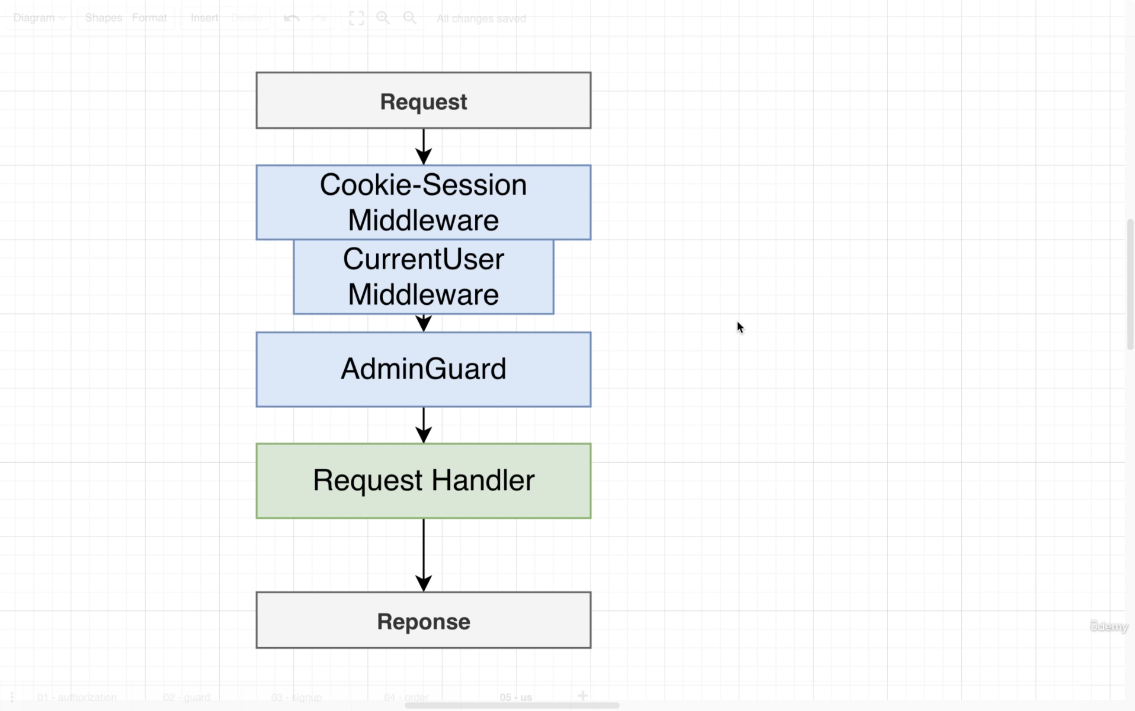 Diagram Shapes Format Insert Delete All changes saved
Request
Cookie-Session
Middleware
CurrentUser
Middleware
AdminGuard
Request Handler
Reponse
ûdemy
01 - authorization 02 - guard 03 - signup 04 - order 05 - us